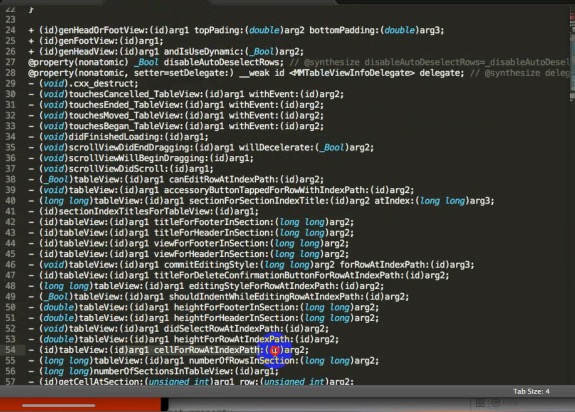 22
23 }
24 + (id)genHeadOrFootView:(id)arg1 topPading:(double)arg2 bottomPadding:(double)arg3;
25 + (id)genFootView:(id)arg1;
26 + (id)genHeadView:(id)arg1 andIsUseDynamic:(_Bool)arg2;
27 @property(nonatomic) _Bool disableAutoDeselectRows; // @synthesize disableAutoDeselectRows=_disableAutoDesel
28 @property(nonatomic, setter=setDelegate:) __weak id <MMTableViewInfoDelegate> delegate; // @synthesize deleg
29 - (void).cxx_destruct;
30 - (void)touchesCancelled_TableView:(id)arg1 withEvent:(id)arg2;
31 - (void)touchesEnded_TableView:(id)arg1 withEvent:(id)arg2;
32 - (void)touchesMoved_TableView:(id)arg1 withEvent:(id)arg2;
33 - (void)touchesBegan_TableView:(id)arg1 withEvent:(id)arg2;
34 - (void)didFinishedLoading:(id)arg1;
35 - (void)scrollViewDidEndDragging:(id)arg1 willDecelerate:(_Bool)arg2;
36 - (void)scrollViewWillBeginDragging:(id)arg1;
37 - (void)scrollViewDidScroll:(id)arg1;
38 - (_Bool)tableView:(id)arg1 canEditRowAtIndexPath:(id)arg2;
39 - (void)tableView:(id)arg1 accessoryButtonTappedForRowWithIndexPath:(id)arg2;
40 - (long long)tableView:(id)arg1 sectionForSectionIndexTitle:(id)arg2 atIndex:(long long)arg3;
41 - (id)sectionIndexTitlesForTableView:(id)arg1;
42 - (id)tableView:(id)arg1 titleForFooterInSection:(long long)arg2;
43 - (id)tableView:(id)arg1 titleForHeaderInSection:(long long)arg2;
44 - (id)tableView:(id)arg1 viewForFooterInSection:(long long)arg2;
45 - (id)tableView:(id)arg1 viewForHeaderInSection:(long long)arg2;
46 - (void)tableView:(id)arg1 commitEditingStyle:(long long)arg2 forRowAtIndexPath:(id)arg3;
47 - (id)tableView:(id)arg1 titleForDeleteConfirmationButtonForRowAtIndexPath:(id)arg2;
48 - (long long)tableView:(id)arg1 editingStyleForRowAtIndexPath:(id)arg2;
49 - (_Bool)tableView:(id)arg1 shouldIndentWhileEditingRowAtIndexPath:(id)arg2;
50 - (double)tableView:(id)arg1 heightForFooterInSection:(long long)arg2;
51 - (double)tableView:(id)arg1 heightForHeaderInSection:(long long)arg2;
52 - (void)tableView:(id)arg1 didSelectRowAtIndexPath:(id)arg2;
53 - (double)tableView:(id)arg1 heightForRowAtIndexPath:(id)arg2;
54 - (id)tableView:(id)arg1 cellForRowAtIndexPath:(id)arg2;
55 - (long long)tableView:(id)arg1 numberOfRowsInSection:(long long)arg2;
56 - (long long)numberOfSectionsInTableView:(id)arg1;
57 - (id)getCellAtSection:(unsigned int)arg1 row:(unsigned int)arg2;
Tab Size: 4